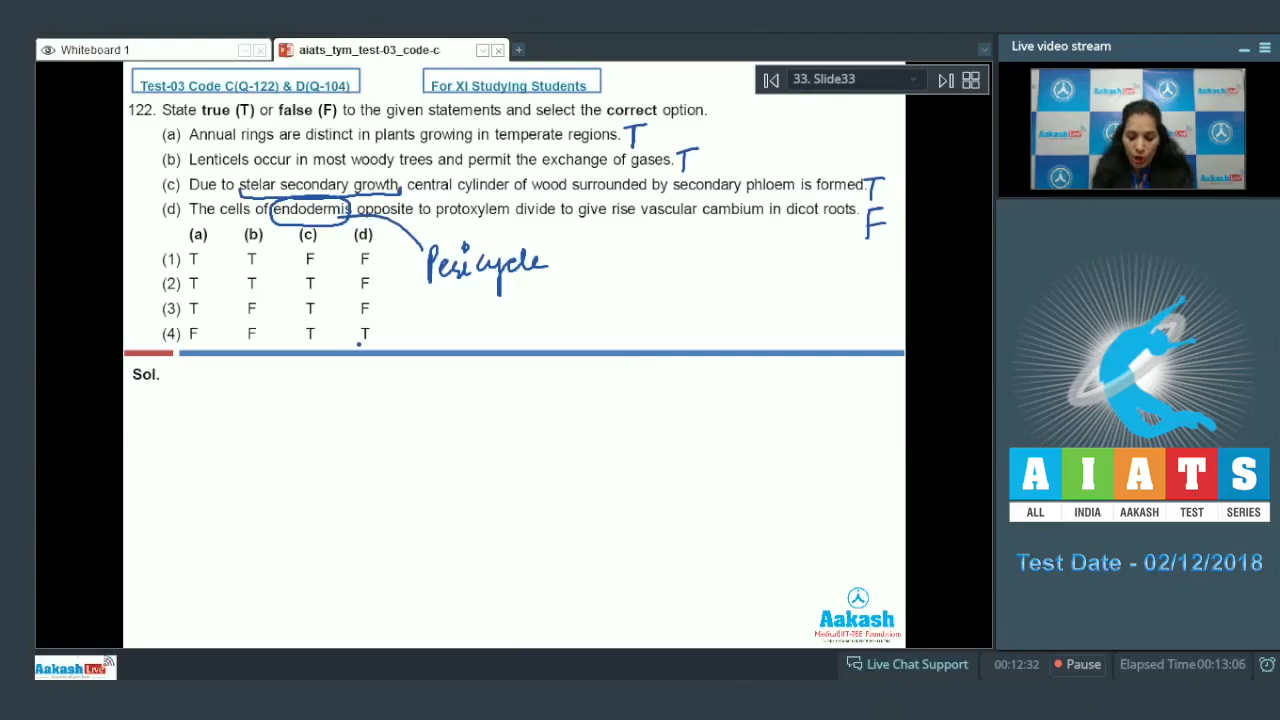 Whiteboard 1
aiats_tym_test-03_code-c
Live video stream
Test-03 Code C(Q-122) & D(Q-104)
For XI Studying Students
33. Slide33
122. State true (T) or false (F) to the given statements and select the correct option.
(a) Annual rings are distinct in plants growing in temperate regions. T
(b) Lenticels occur in most woody trees and permit the exchange of gases. T
(c) Due to stelar secondary growth, central cylinder of wood surrounded by secondary phloem is formed. T
(d) The cells of endodermis opposite to protoxylem divide to give rise vascular cambium in dicot roots. F
(a) (b) (c) (d)
Pericycle
(1) T T F F
(2) T T T F
(3) T F T F
(4) F F T T
Sol.
AIATS
ALL INDIA AAKASH TEST SERIES
Test Date - 02/12/2018
Aakash
Medical|IIT-JEE|Foundations
Aakash Live
Live Chat Support
00:12:32
Pause
Elapsed Time 00:13:06